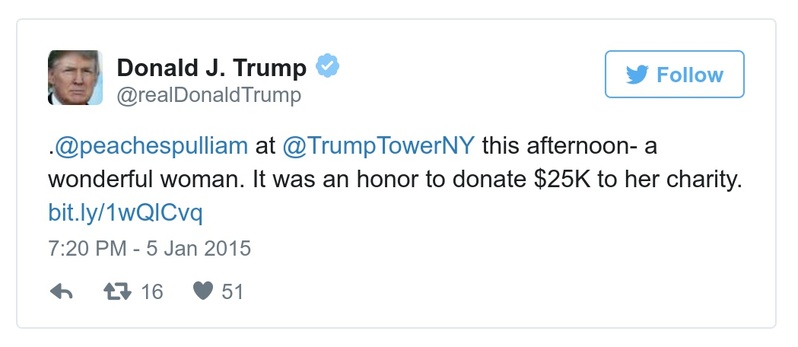 Donald J. Trump
@realDonaldTrump
Follow
.@peachespulliam at @TrumpTowerNY this afternoon- a
wonderful woman. It was an honor to donate $25K to her charity.
bit.ly/1wQlCvq
7:20 PM - 5 Jan 2015
16 51